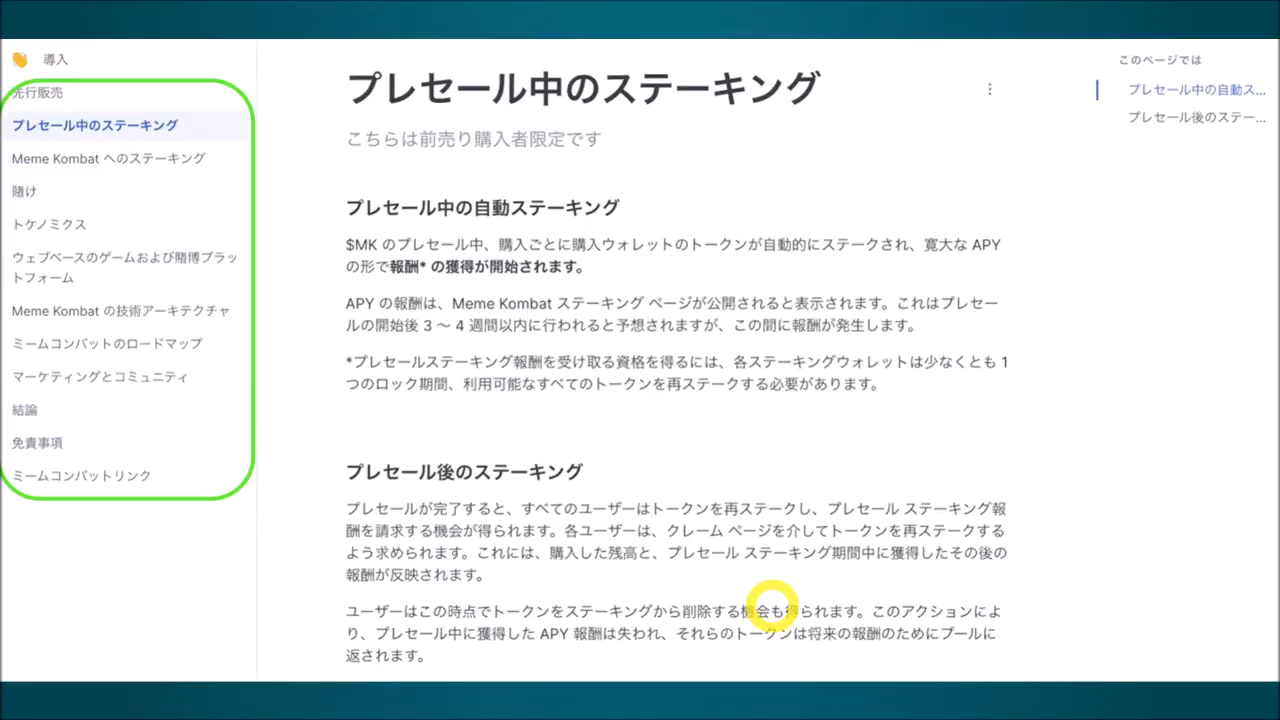 導入
先行販売
プレセール中のステーキング
Meme Kombat へのステーキング
賭け
トケノミクス
ウェブベースのゲームおよび賭博プラッ
トフォーム
Meme Kombat の技術アーキテクチャ
ミームコンバットのロードマップ
マーケティングとコミュニティ
結論
免責事項
ミームコンバットリンク
プレセール中のステーキング
こちらは前売り購入者限定です
プレセール中の自動ステーキング
$MK のプレセール中、購入ごとに購入ウォレットのトークンが自動的にステークされ、寛大な APY
の形で報酬* の獲得が開始されます。
APY の報酬は、Meme Kombat ステーキング ページが公開されると表示されます。これはプレセー
ルの開始後 3 〜 4 週間以内に行われると予想されますが、この間に報酬が発生します。
*プレセールステーキング報酬を受け取る資格を得るには、各ステーキングウォレットは少なくとも 1
つのロック期間、利用可能なすべてのトークンを再ステークする必要があります。
プレセール後のステーキング
プレセールが完了すると、すべてのユーザーはトークンを再ステークし、プレセール ステーキング報
酬を請求する機会が得られます。各ユーザーは、クレーム ページを介してトークンを再ステークする
よう求められます。これには、購入した残高と、プレセール ステーキング期間中に獲得したその後の
報酬が反映されます。
ユーザーはこの時点でトークンをステーキングから削除する機会も得られます。このアクションによ
り、プレセール中に獲得した APY 報酬は失われ、それらのトークンは将来の報酬のためにプールに
返されます。
このページでは
プレセール中の自動ス...
プレセール後のステー...